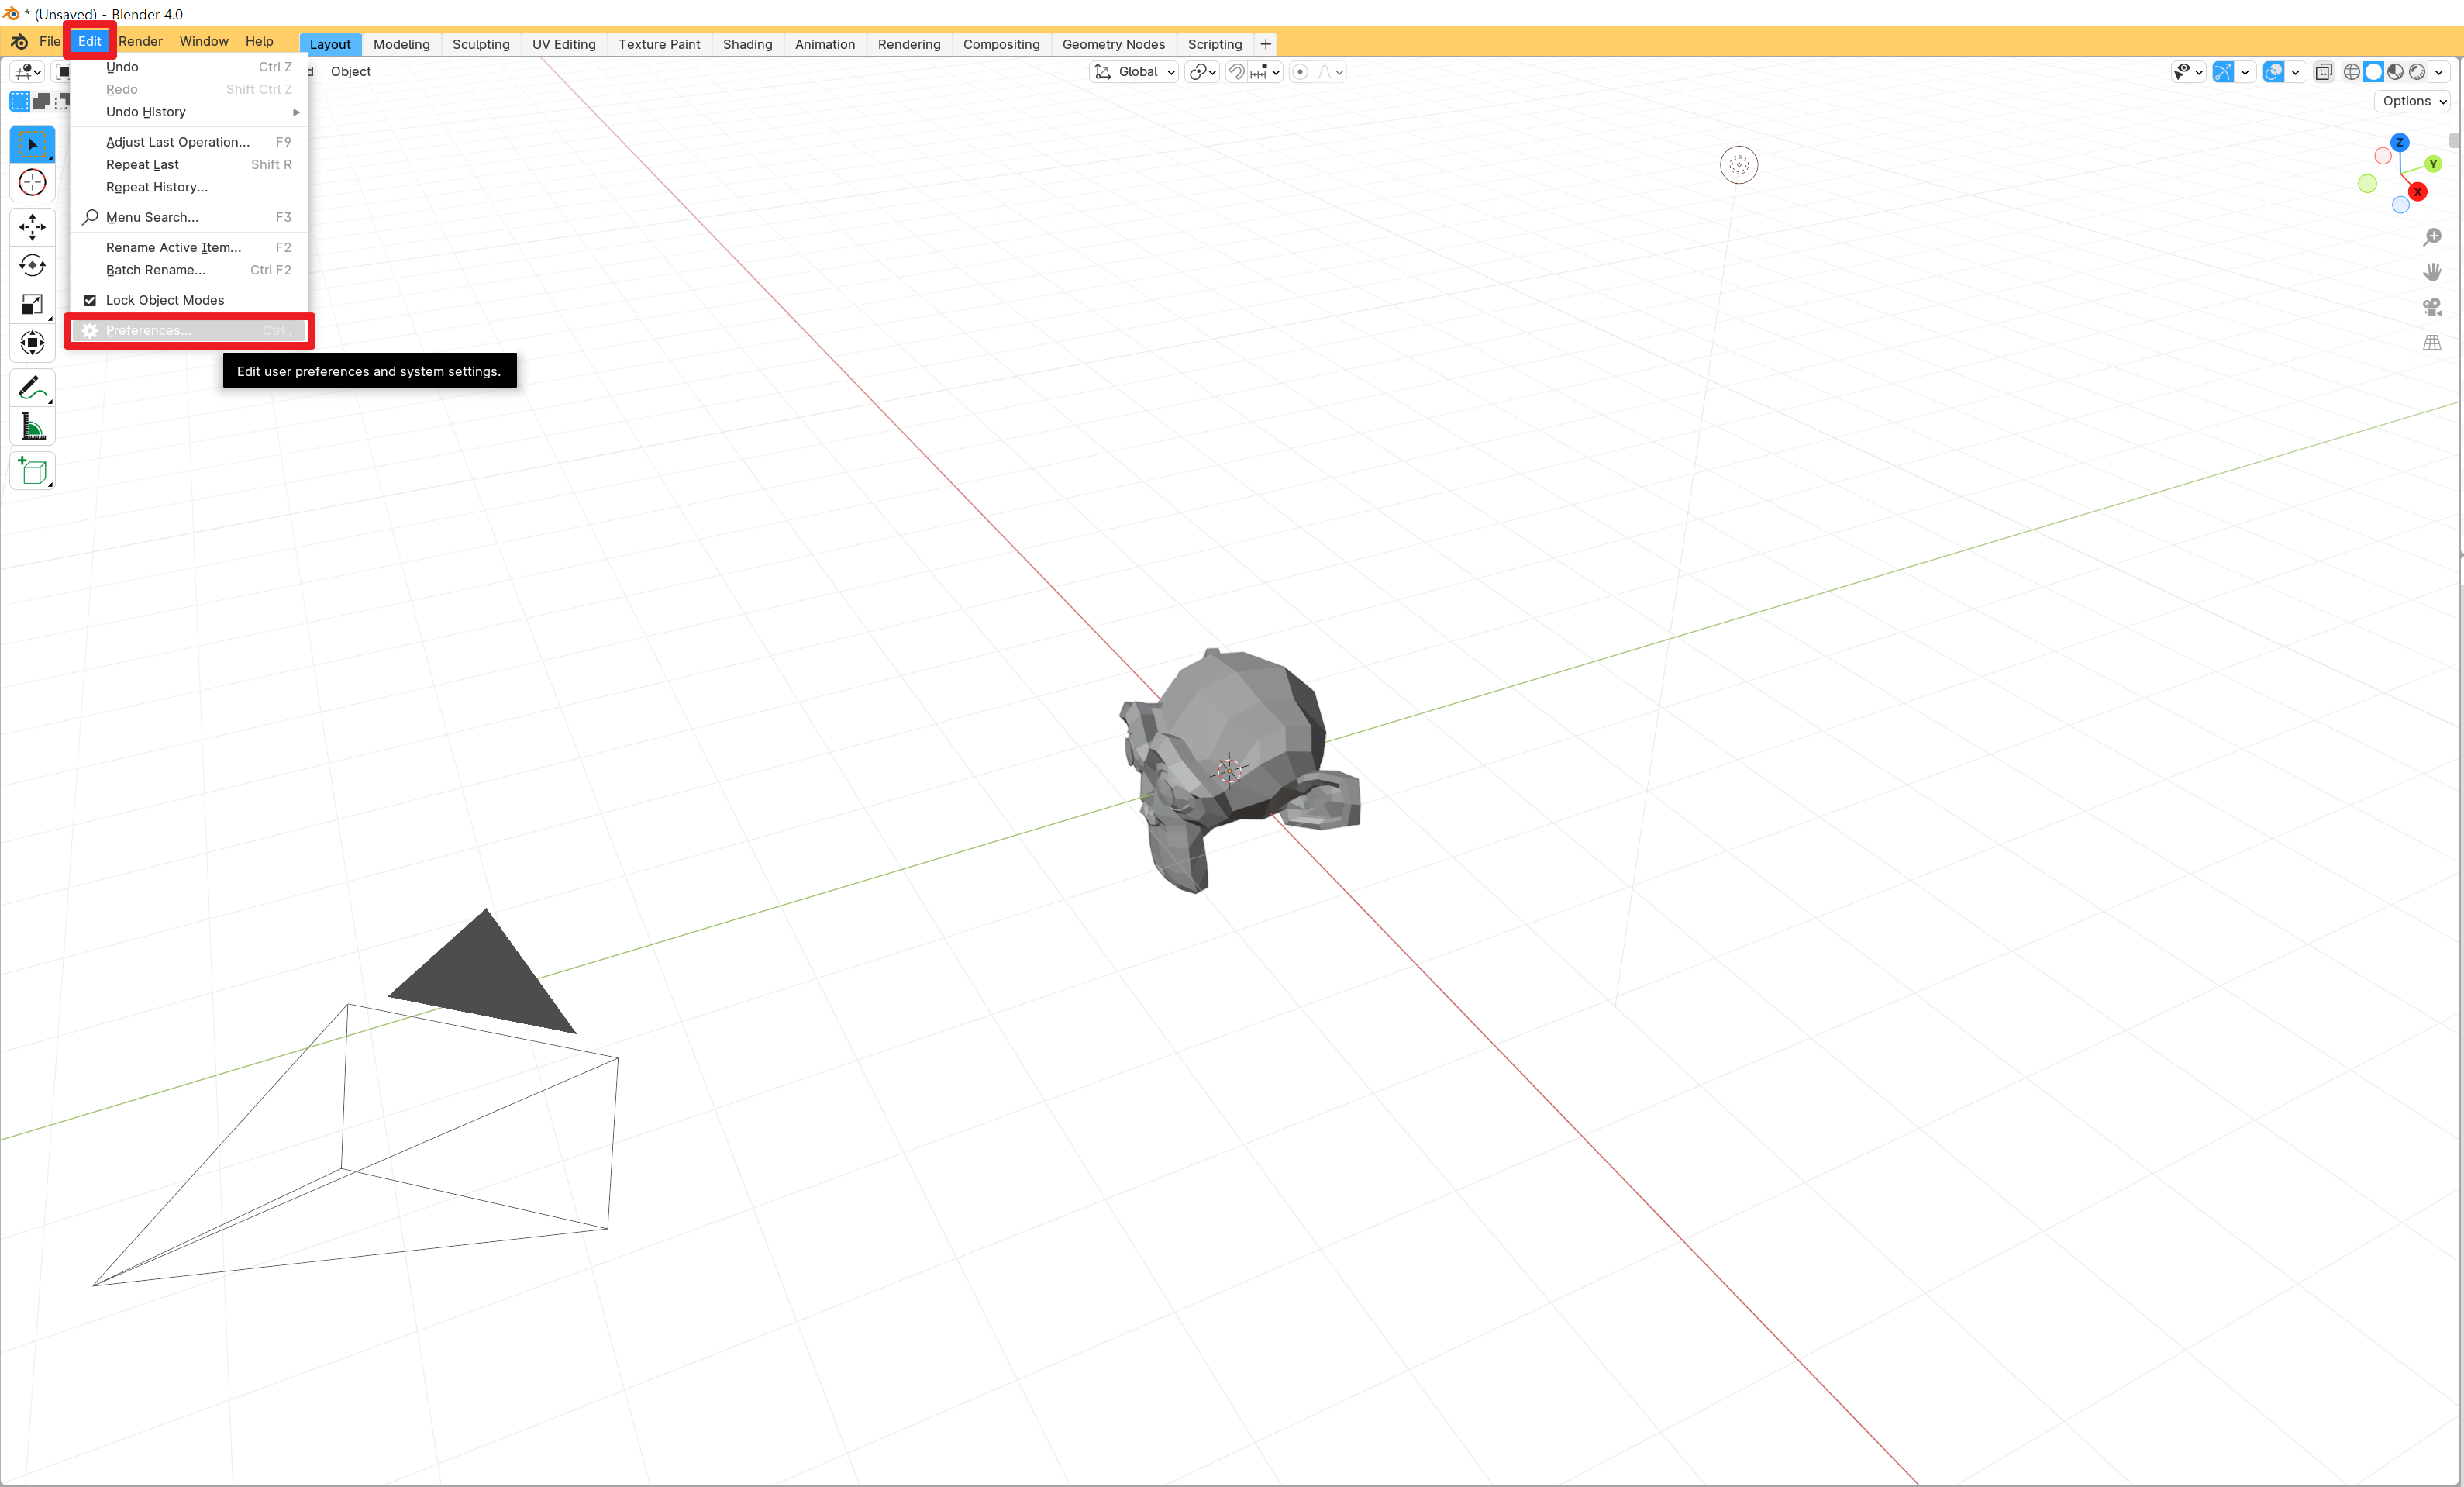 * (Unsaved) - Blender 4.0
File Edit Render Window Help Layout Modeling Sculpting UV Editing Texture Paint Shading Animation Rendering Compositing Geometry Nodes Scripting +
Object Global
Options
Undo Ctrl Z
Redo Shift Ctrl Z
Undo History
Adjust Last Operation... F9
Repeat Last Shift R
Repeat History...
Menu Search... F3
Rename Active Item... F2
Batch Rename... Ctrl F2
Lock Object Modes
Preferences... Ctrl ,
Edit user preferences and system settings.
Z
Y
X